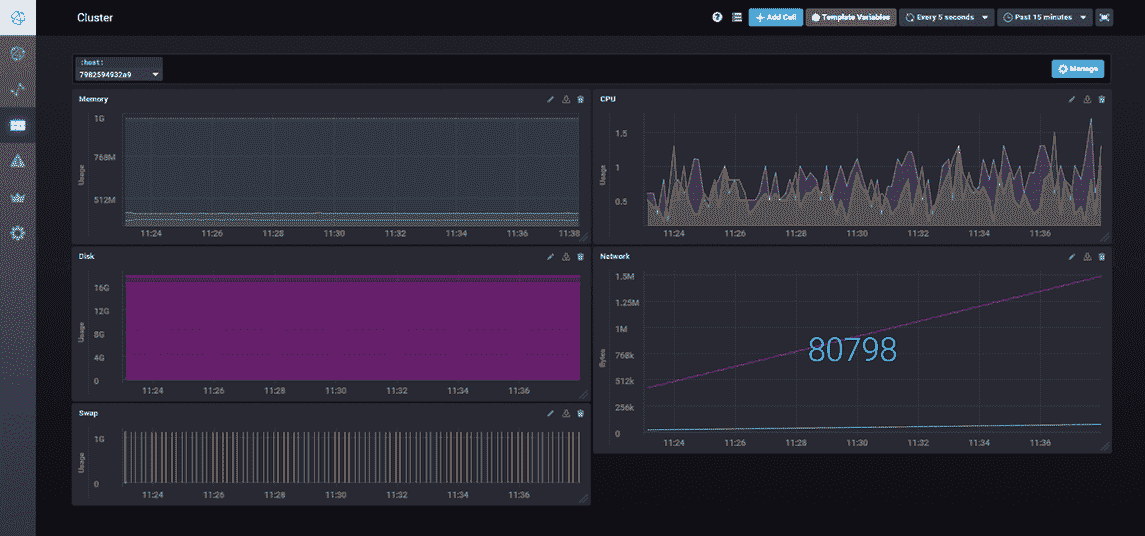 Cluster
? + Add Cell Template Variables Every 5 seconds Past 15 minutes
:host:
7982594932a9
Manage
Memory
Usage
1G
768M
512M
11:24 11:26 11:28 11:30 11:32 11:34 11:36 11:38
CPU
Usage
1.5
1
0.5
11:24 11:26 11:28 11:30 11:32 11:34 11:36
Disk
Usage
16G
12G
8G
4G
0
11:24 11:26 11:28 11:30 11:32 11:34 11:36
Network
Bytes
1.5M
1.25M
1M
768k
512k
256k
0
80798
11:24 11:26 11:28 11:30 11:32 11:34 11:36
Swap
Usage
1G
0
11:24 11:26 11:28 11:30 11:32 11:34 11:36